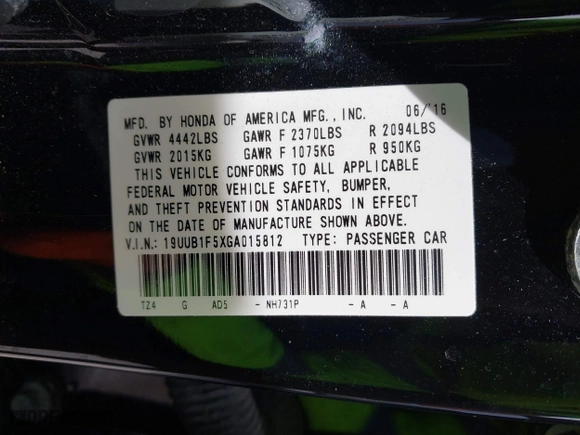 MFD. BY HONDA OF AMERICA MFG., INC. 06/'16
GVWR 4442LBS GAWR F 2370LBS R 2094LBS
GVWR 2015KG GAWR F 1075KG R 950KG
THIS VEHICLE CONFORMS TO ALL APPLICABLE
FEDERAL MOTOR VEHICLE SAFETY, BUMPER,
AND THEFT PREVENTION STANDARDS IN EFFECT
ON THE DATE OF MANUFACTURE SHOWN ABOVE.
V.I.N.: 19UUB1F5XGA015812 TYPE: PASSENGER CAR
TZ4 G AD5 - NH731P - A - A